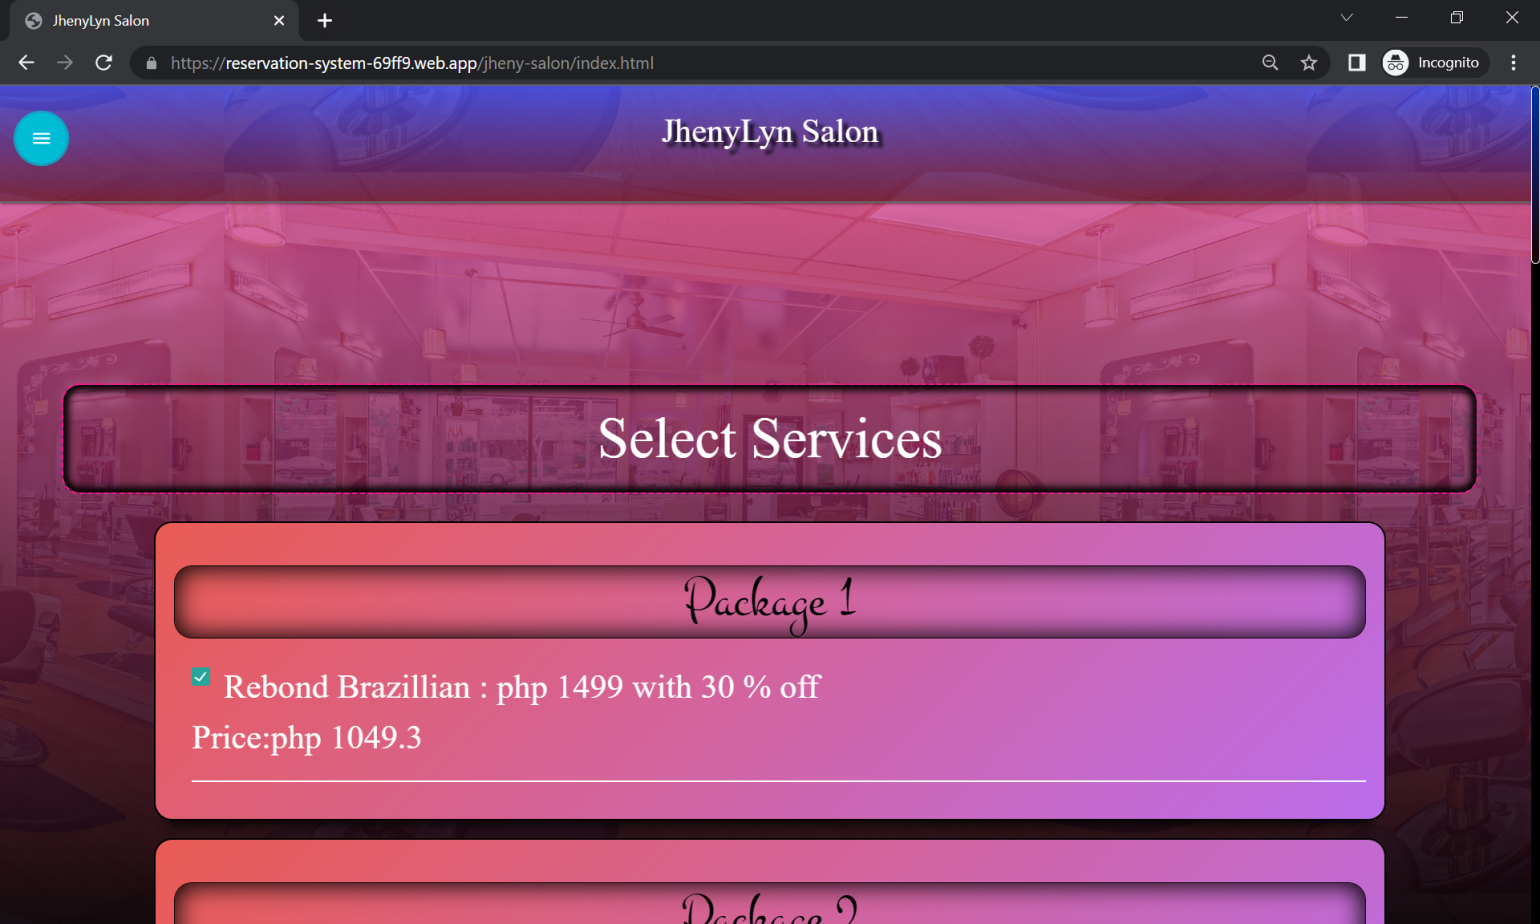 JhenyLyn Salon
https://reservation-system-69ff9.web.app/jheny-salon/index.html
Incognito
JhenyLyn Salon
Select Services
Package 1
Rebond Brazillian : php 1499 with 30 % off
Price:php 1049.3
Package 2